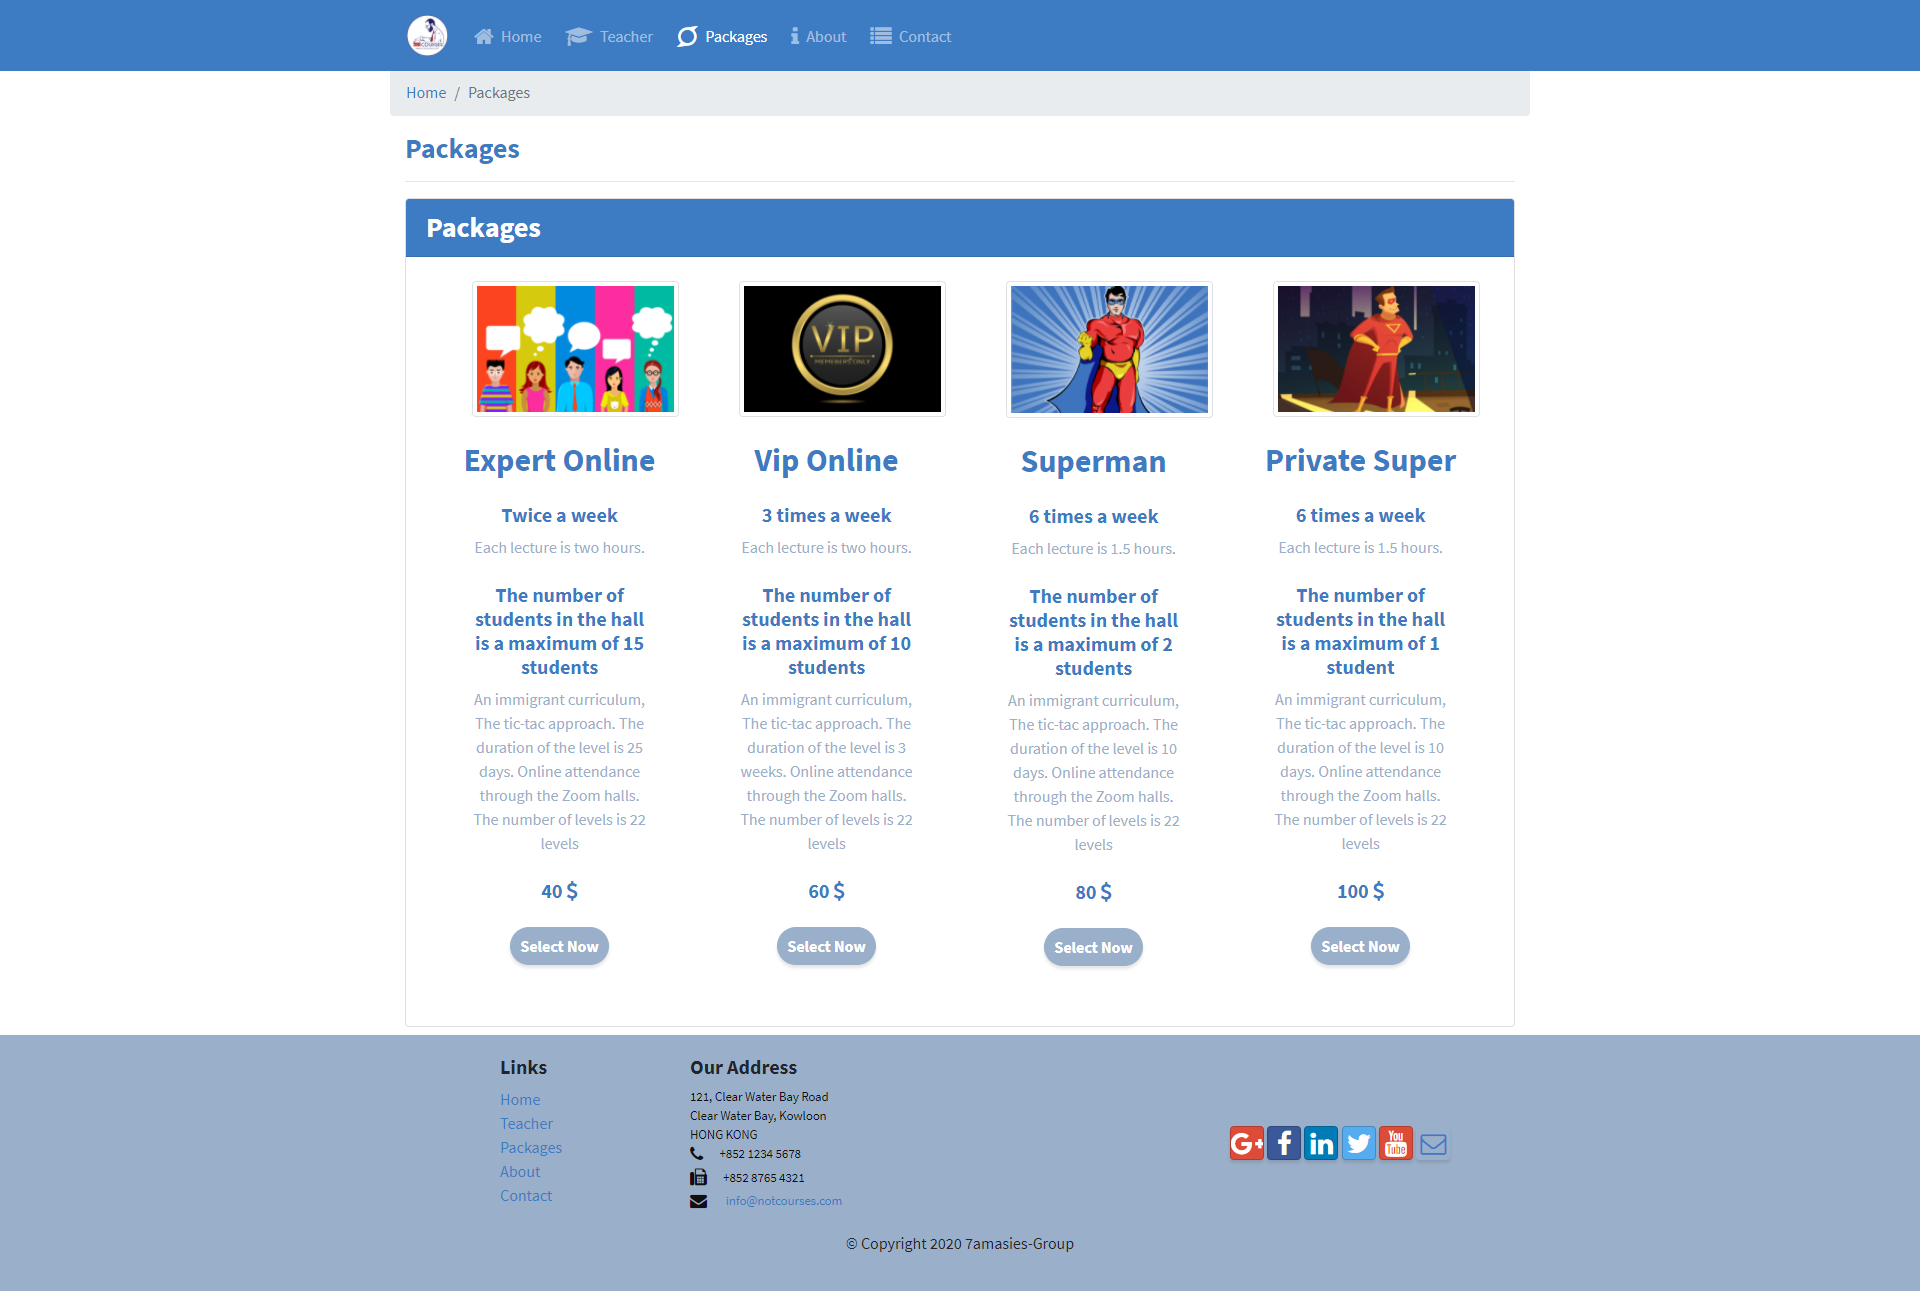 COURSES
Home
Teacher
Packages
About
Contact
Home / Packages
Packages
Packages
VIP
MEMEBERS ONLY
Expert Online
Twice a week
Each lecture is two hours.
The number of
students in the hall
is a maximum of 15
students
An immigrant curriculum,
The tic-tac approach. The
duration of the level is 25
days. Online attendance
through the Zoom halls.
The number of levels is 22
levels
40 $
Select Now
Vip Online
3 times a week
Each lecture is two hours.
The number of
students in the hall
is a maximum of 10
students
An immigrant curriculum,
The tic-tac approach. The
duration of the level is 3
weeks. Online attendance
through the Zoom halls.
The number of levels is 22
levels
60 $
Select Now
Superman
6 times a week
Each lecture is 1.5 hours.
The number of
students in the hall
is a maximum of 2
students
An immigrant curriculum,
The tic-tac approach. The
duration of the level is 10
days. Online attendance
through the Zoom halls.
The number of levels is 22
levels
80 $
Select Now
Private Super
6 times a week
Each lecture is 1.5 hours.
The number of
students in the hall
is a maximum of 1
student
An immigrant curriculum,
The tic-tac approach. The
duration of the level is 10
days. Online attendance
through the Zoom halls.
The number of levels is 22
levels
100 $
Select Now
Links
Home
Teacher
Packages
About
Contact
Our Address
121, Clear Water Bay Road
Clear Water Bay, Kowloon
HONG KONG
+852 1234 5678
+852 8765 4321
info@notcourses.com
G+ f in You Tube
© Copyright 2020 7amasies-Group